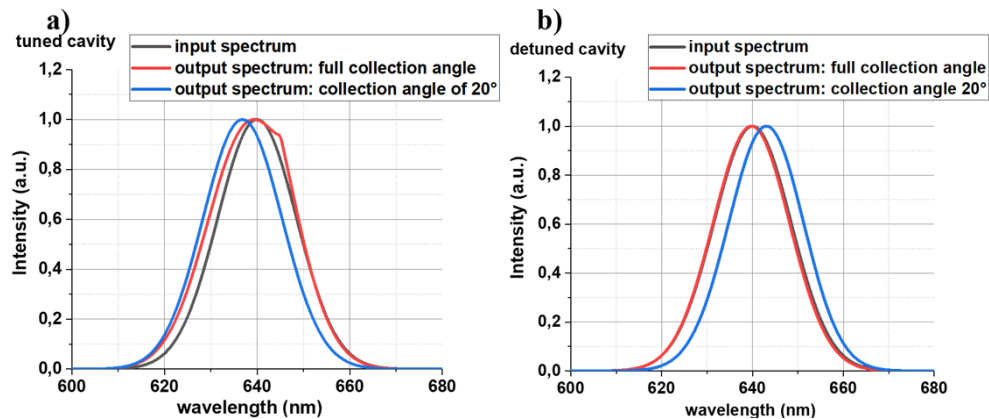 a)
tuned cavity
input spectrum
output spectrum: full collection angle
output spectrum: collection angle of 20°
1,2
1,0
0,8
0,6
0,4
0,2
0,0
Intensity (a.u.)
600
620
640
660
680
wavelength (nm)
b)
detuned cavity
input spectrum
output spectrum: full collection angle
output spectrum: collection angle 20°
1,2
1,0
0,8
0,6
0,4
0,2
0,0
Intensity (a.u.)
600
620
640
660
680
wavelength (nm)